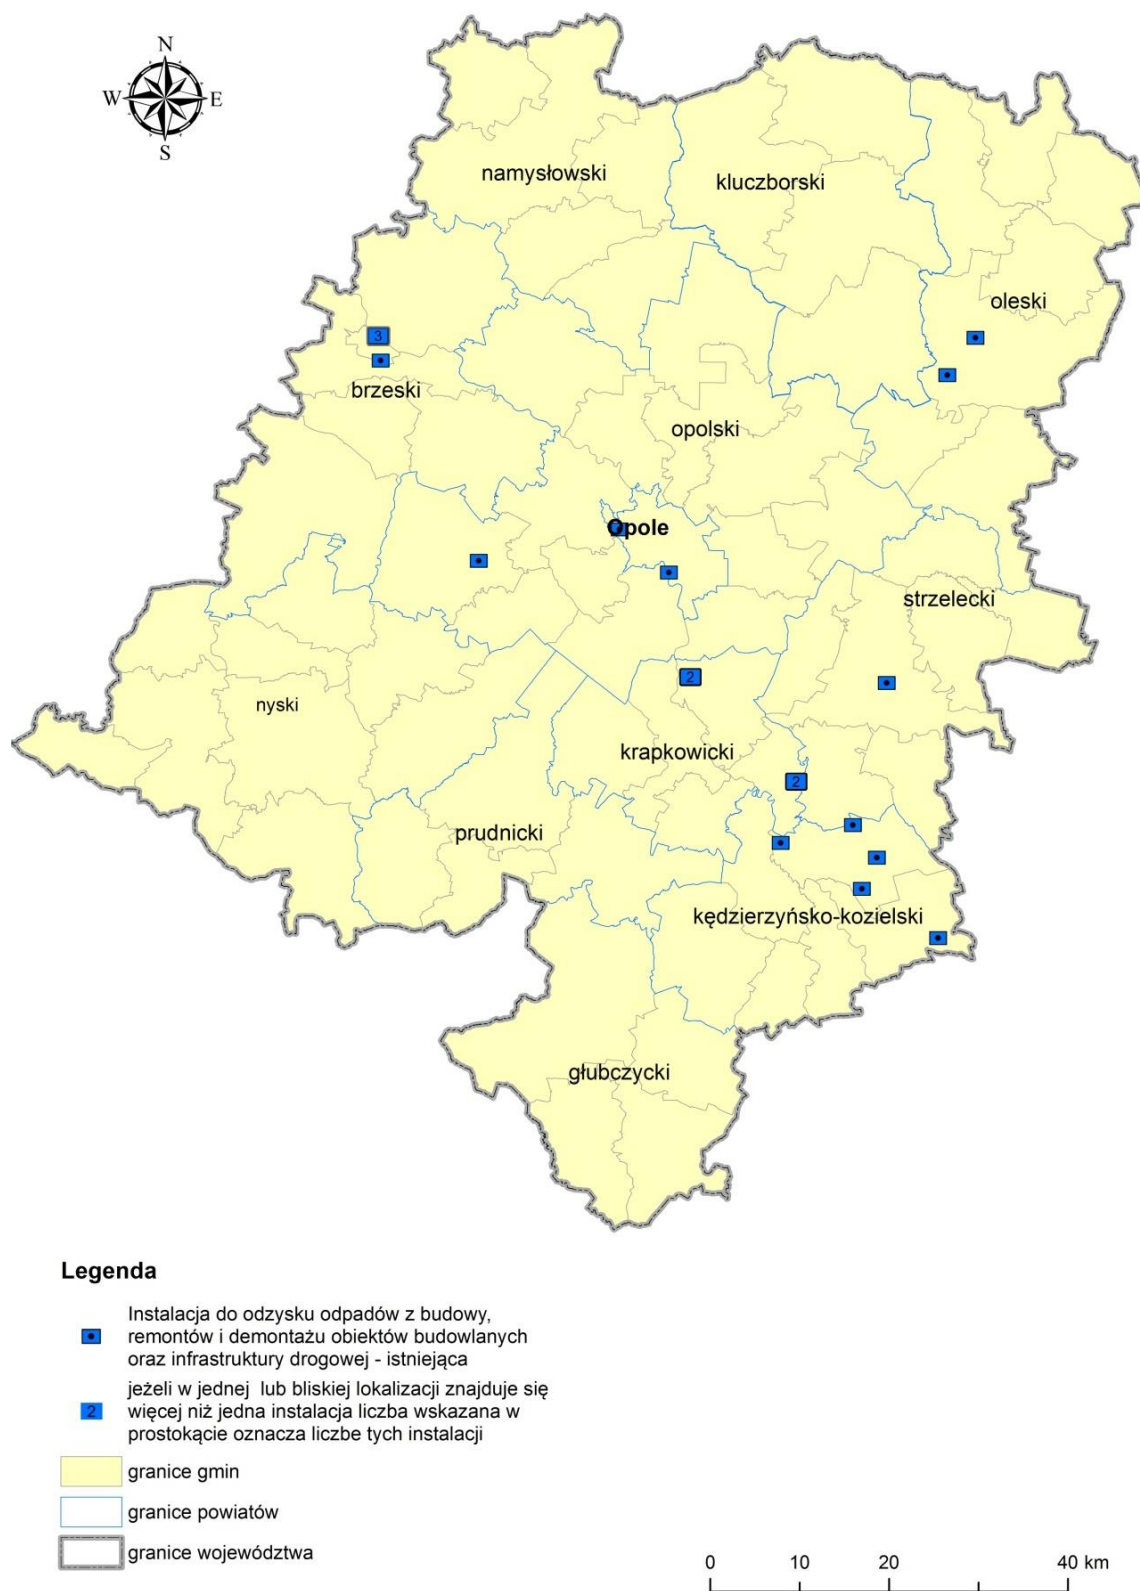 N
W E
S
namysłowski
kluczborski
oleski
3
brzeski
opolski
Opole
strzelecki
2
nyski
krapkowicki
2
prudnicki
kędzierzyńsko-kozielski
głubczycki
Legenda
Instalacja do odzysku odpadów z budowy,
remontów i demontażu obiektów budowlanych
oraz infrastruktury drogowej - istniejąca
jeżeli w jednej lub bliskiej lokalizacji znajduje się
2 więcej niż jedna instalacja liczba wskazana w
prostokącie oznacza liczbe tych instalacji
granice gmin
granice powiatów
granice województwa
0 10 20 40 km